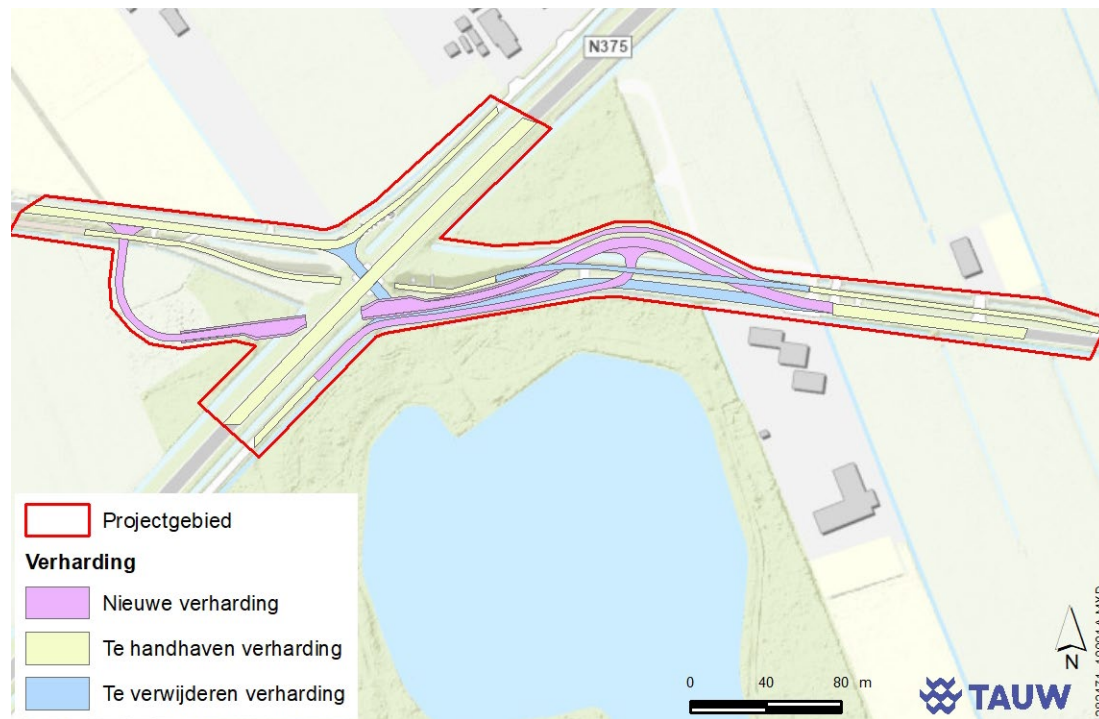 N375
Projectgebied
Verharding
Nieuwe verharding
Te handhaven verharding
Te verwijderen verharding
0 40 80 m
N
TAUW